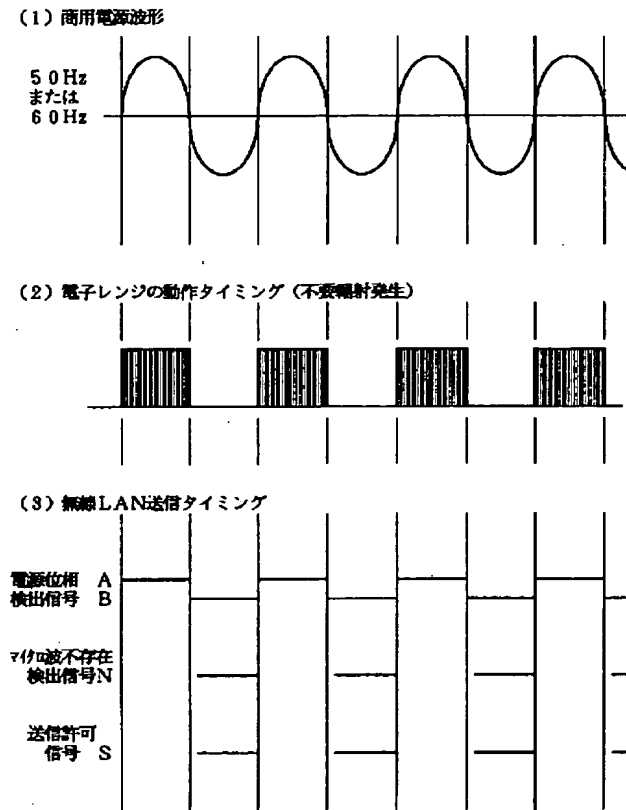 (1) 商用電源波形
50Hz
または
60Hz
(2) 電子レンジの動作タイミング(不要輻射発生)
(3) 無線LAN送信タイミング
電源位相 A
検出信号 B
マイクロ波不存在
検出信号N
送信許可
信号 S